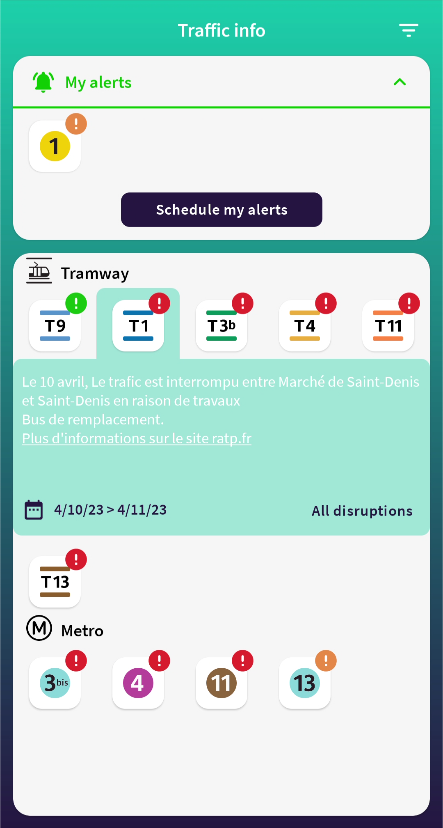 Traffic info
My alerts
!
1
Schedule my alerts
Tramway
! ! ! ! !
T9 T1 T3b T4 T11
Le 10 avril, Le trafic est interrompu entre Marché de Saint-Denis
et Saint-Denis en raison de travaux
Bus de remplacement.
Plus d'informations sur le site ratp.fr
4/10/23 > 4/11/23 All disruptions
!
T13
M Metro
! ! ! !
3bis 4 11 13